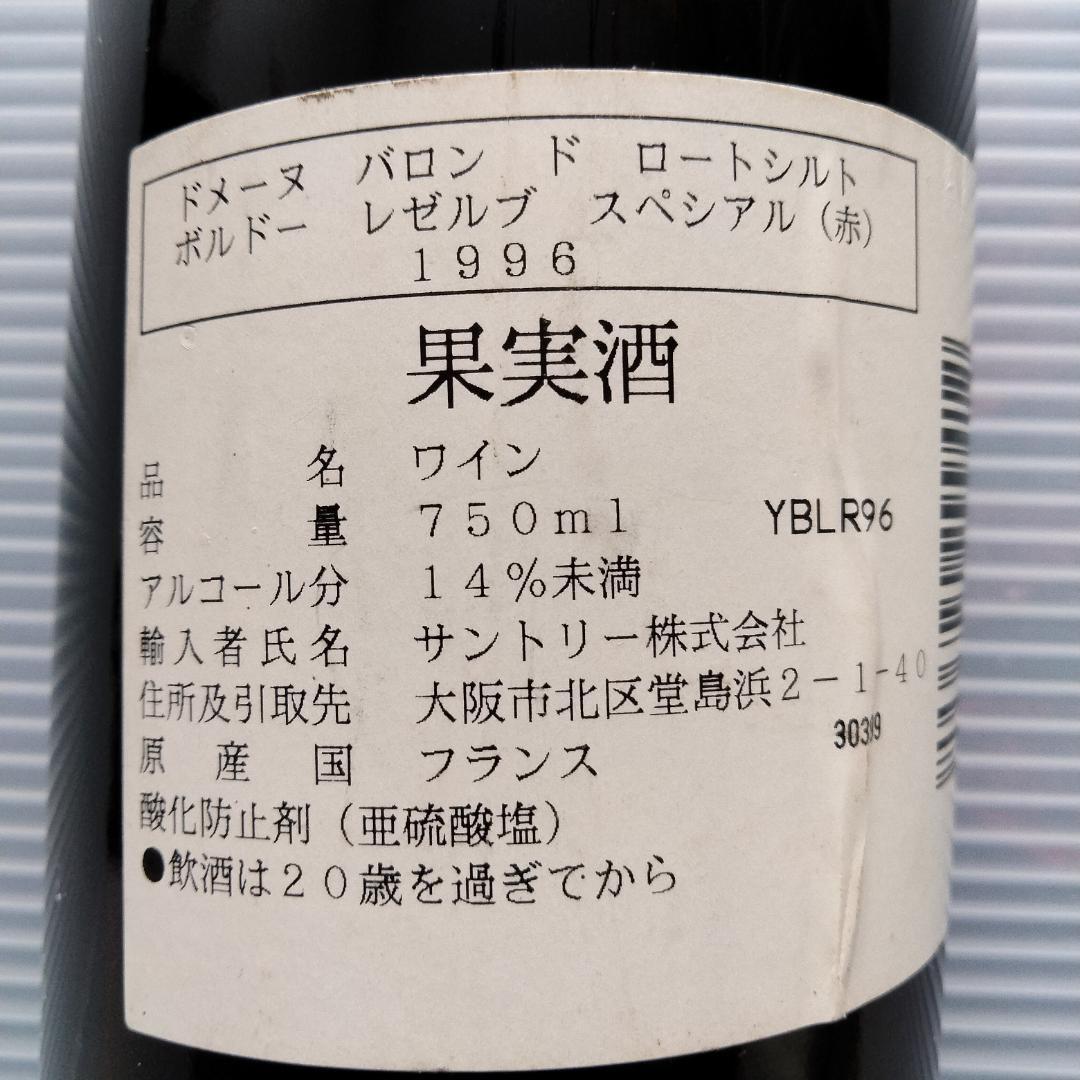 ドメーヌ　バロン　ド　ロートシルト
ボルドー　レゼルブ　スペシアル（赤）
１９９６
果実酒
品名　ワイン
容量　７５０ｍｌ　YBLR96
アルコール分　１４％未満
輸入者氏名　サントリー株式会社
住所及引取先　大阪市北区堂島浜２－１-４０
原産国　フランス
酸化防止剤（亜硫酸塩）
●飲酒は２０歳を過ぎてから